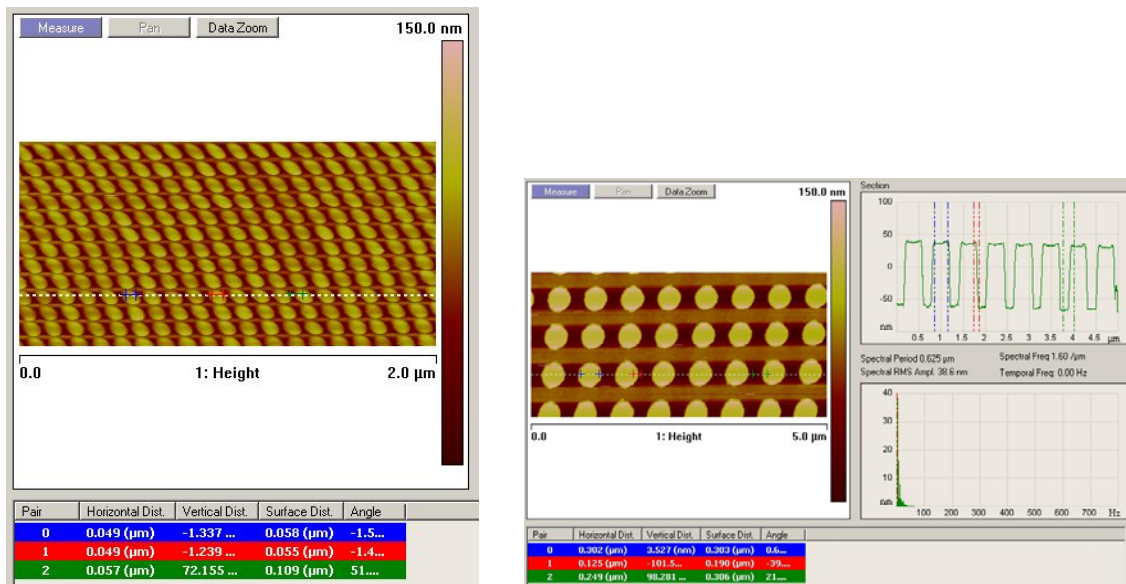 Measure Pan Data Zoom 150.0 nm
0.0 1: Height 2.0 µm
Pair Horizontal Dist. Vertical Dist. Surface Dist. Angle
0 0.049 (µm) -1.337 ... 0.058 (µm) -1.5...
1 0.049 (µm) -1.239 ... 0.055 (µm) -1.4...
2 0.057 (µm) 72.155 ... 0.109 (µm) 51....
Measure Pan Data Zoom 150.0 nm
0.0 1: Height 5.0 µm
Pair Horizontal Dist. Vertical Dist. Surface Dist. Angle
0 0.302 (µm) 3.527 (nm) 0.303 (µm) 0.6...
1 0.125 (µm) -101.5... 0.190 (µm) -39....
2 0.249 (µm) 98.281 ... 0.306 (µm) 21....
Section
100
50
0
-50
nm
0.5 1 1.5 2 2.5 3 3.5 4 4.5 µm
Spectral Period 0.625 µm Spectral Freq 1.60 /µm
Spectral RMS Ampl. 38.6 nm Temporal Freq: 0.00 Hz
40
30
20
10
nm
100 200 300 400 500 600 700 Hz